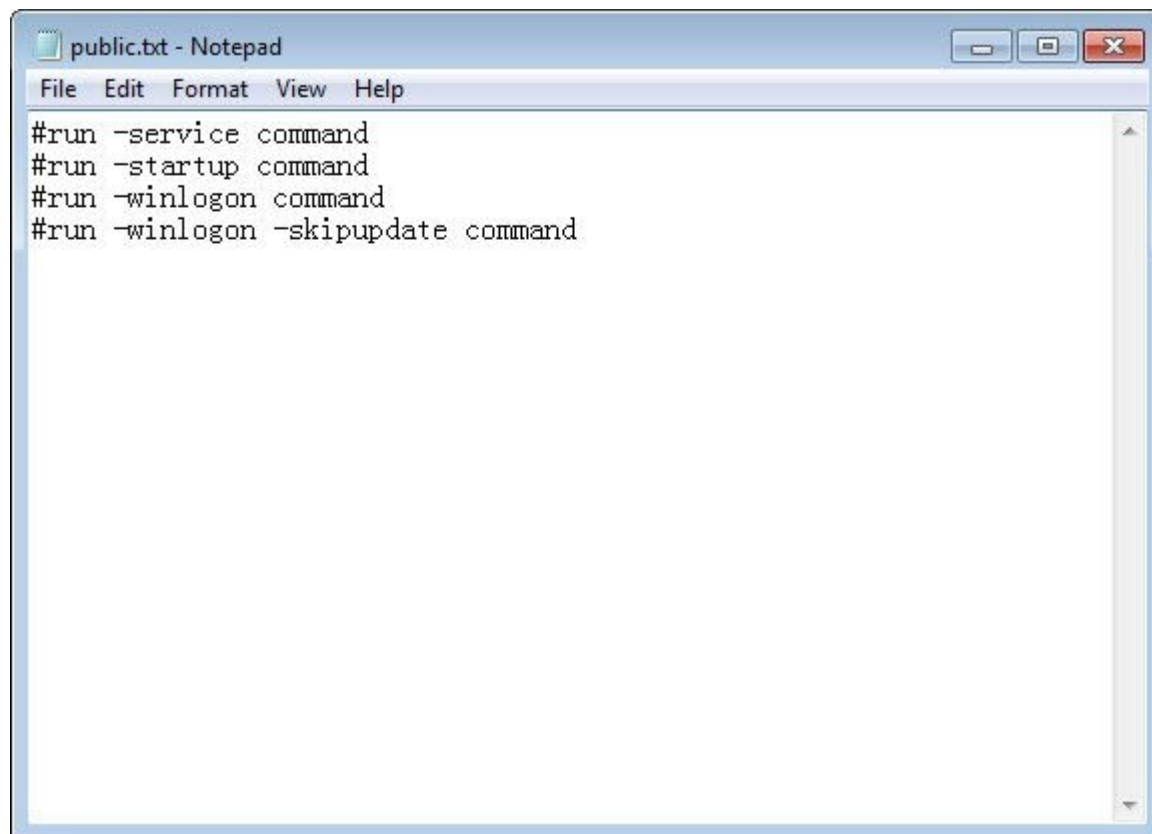 public.txt - Notepad
File Edit Format View Help
#run -service command
#run -startup command
#run -winlogon command
#run -winlogon -skipupdate command